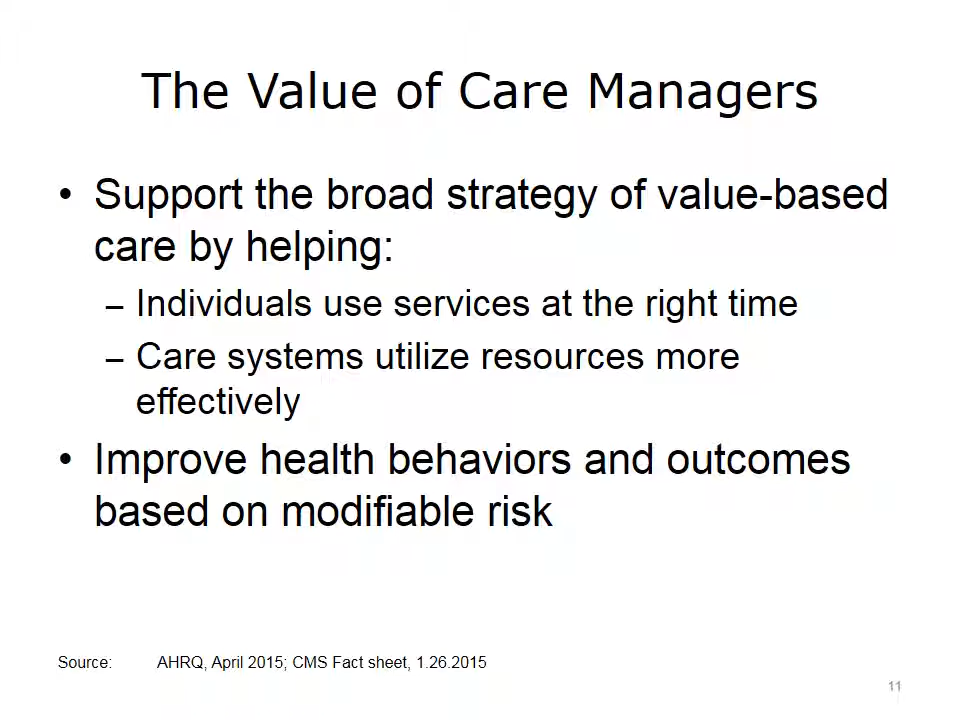 The Value of Care Managers
• Support the broad strategy of value-based
care by helping:
– Individuals use services at the right time
– Care systems utilize resources more
effectively
• Improve health behaviors and outcomes
based on modifiable risk
Source: AHRQ, April 2015; CMS Fact sheet, 1.26.2015
11